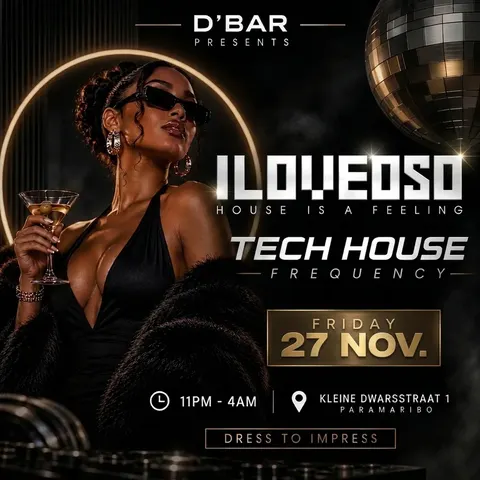 D'BAR
PRESENTS
ILOVEOSO
HOUSE IS A FEELING
TECH HOUSE
FREQUENCY
FRIDAY
27 NOV.
11PM - 4AM
KLEINE DWARSSTRAAT 1
PARAMARIBO
DRESS TO IMPRESS